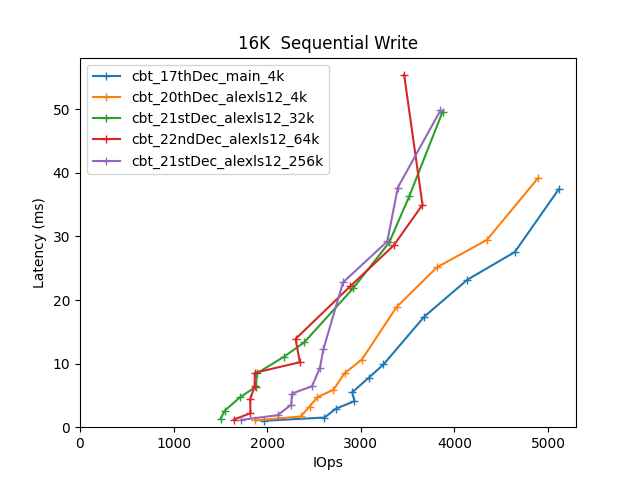 16K  Sequential Write
cbt_17thDec_main_4k
cbt_20thDec_alexls12_4k
cbt_21stDec_alexls12_32k
cbt_22ndDec_alexls12_64k
cbt_21stDec_alexls12_256k
Latency (ms)
50
40
30
20
10
0
0 1000 2000 3000 4000 5000
IOps